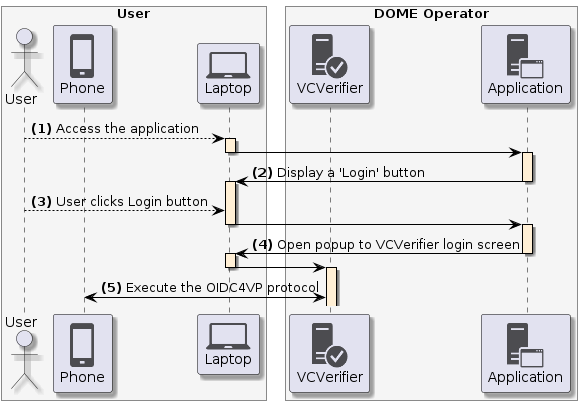 User
DOME Operator
User
Phone
Laptop
VCVerifier
Application
(1) Access the application
(2) Display a 'Login' button
(3) User clicks Login button
(4) Open popup to VCVerifier login screen
(5) Execute the OIDC4VP protocol
User
Phone
Laptop
VCVerifier
Application